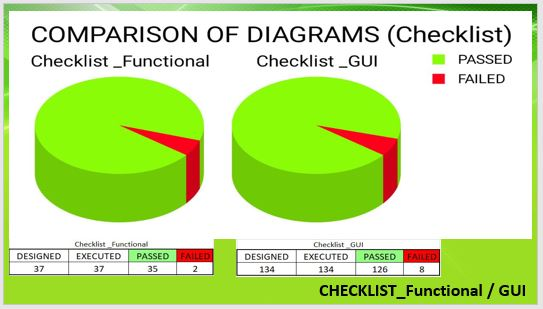 COMPARISON OF DIAGRAMS (Checklist)
Checklist _Functional
Checklist _GUI
PASSED
FAILED
Checklist _Functional
DESIGNED EXECUTED PASSED FAILED
37 37 35 2
Checklist _GUI
DESIGNED EXECUTED PASSED FAILED
134 134 126 8
CHECKLIST_Functional / GUI